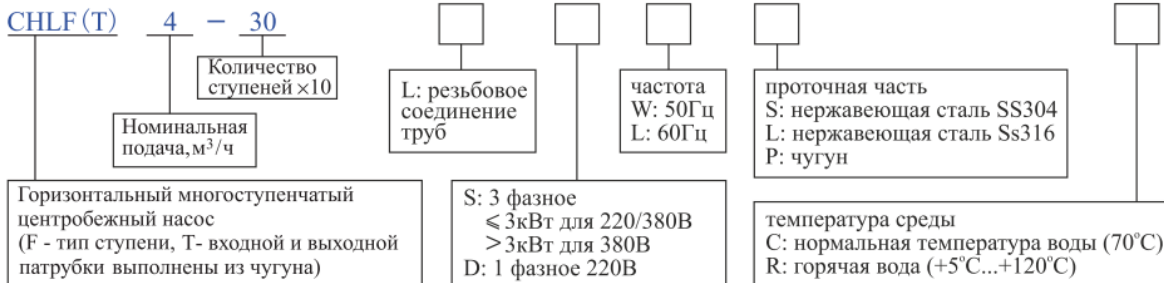 CHLF(T) 4 - 30
Количество
ступеней ×10
Номинальная
подача, м³/ч
Горизонтальный многоступенчатый
центробежный насос
(F - тип ступени, T- входной и выходной
патрубки выполнены из чугуна)
L: резьбовое
соединение
труб
S: 3 фазное
⩽3кВт для 220/380В
>3кВт для 380В
D: 1 фазное 220В
частота
W: 50Гц
L: 60Гц
проточная часть
S: нержавеющая сталь SS304
L: нержавеющая сталь Ss316
P: чугун
температура среды
C: нормальная температура воды (70°C)
R: горячая вода (+5°C...+120°C)